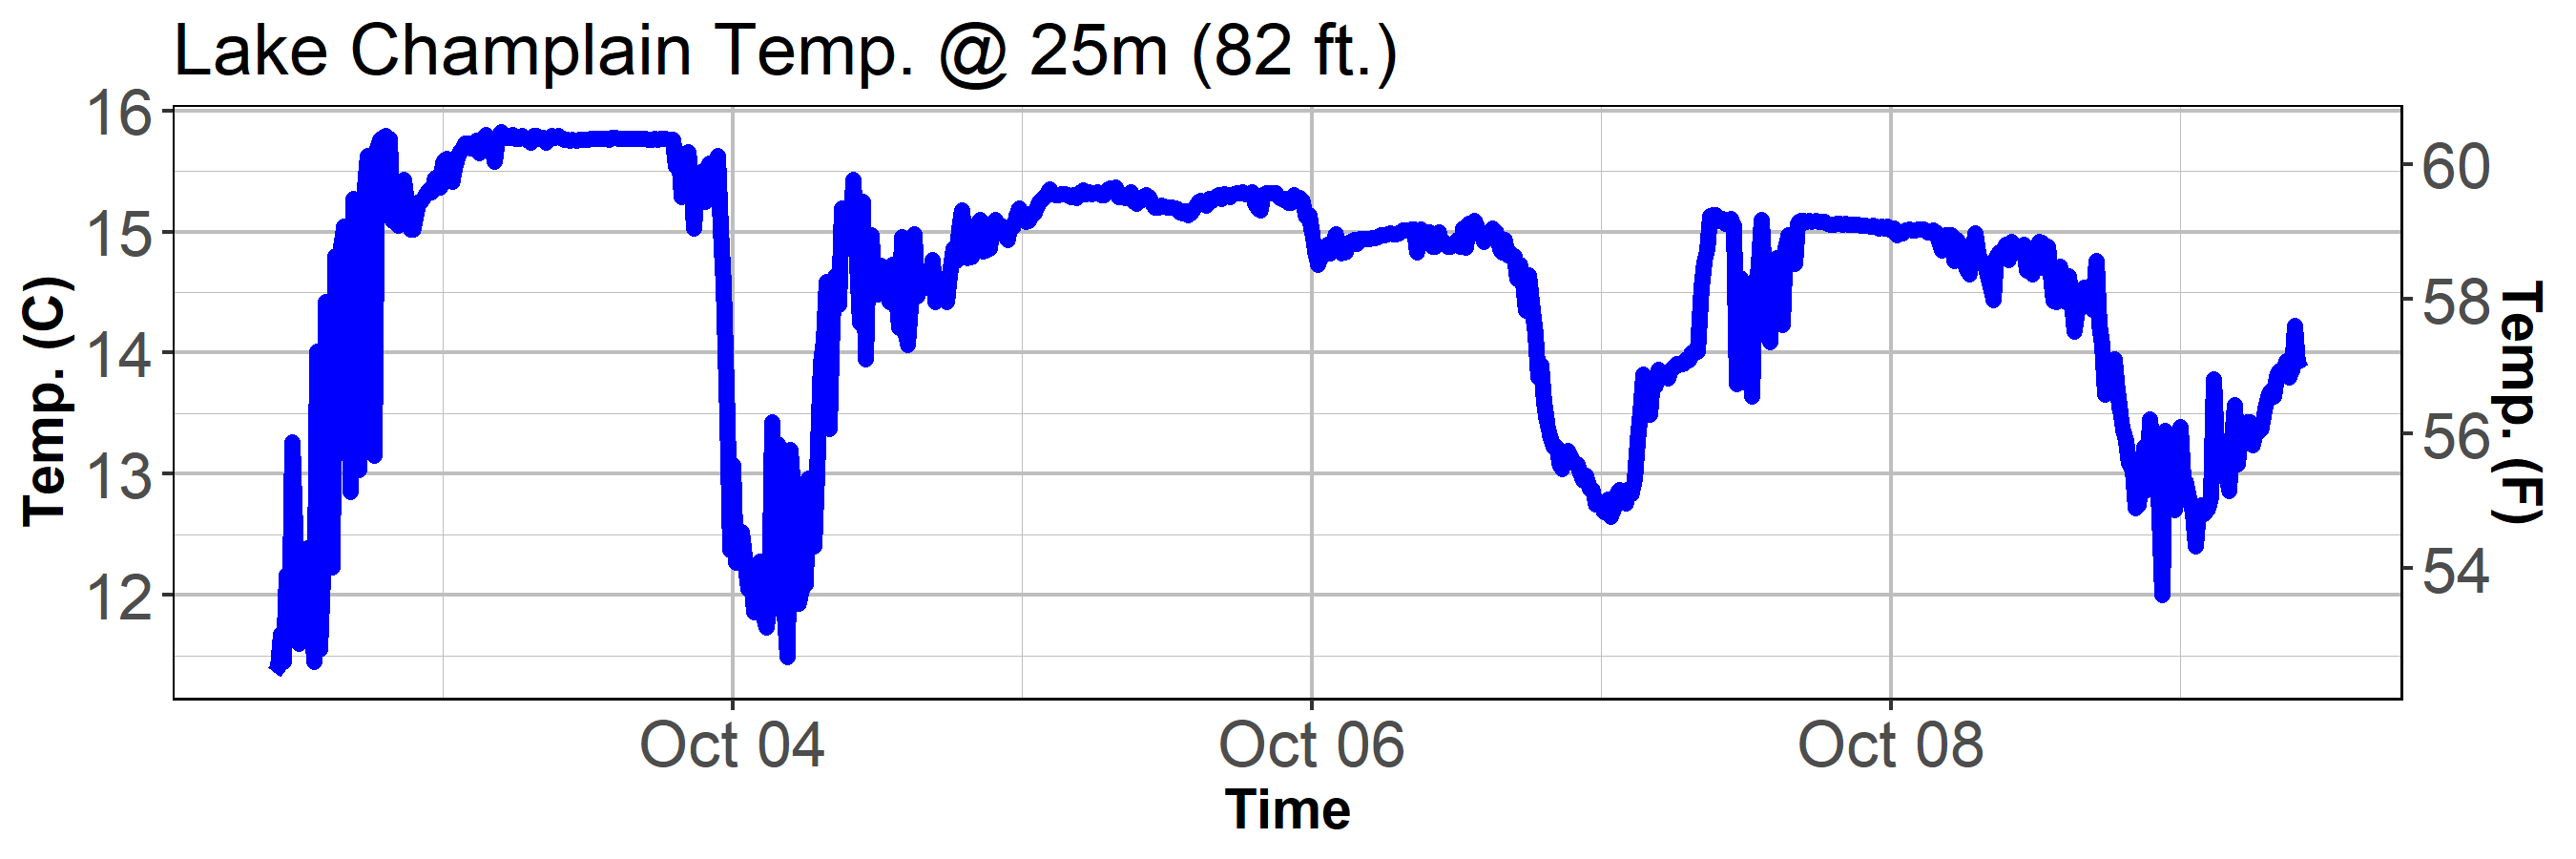 Lake Champlain Temp. @ 25m (82 ft.)
16
15
14
13
12
Temp. (C)
60
58
56
54
Temp. (F)
Oct 04 Oct 06 Oct 08
Time